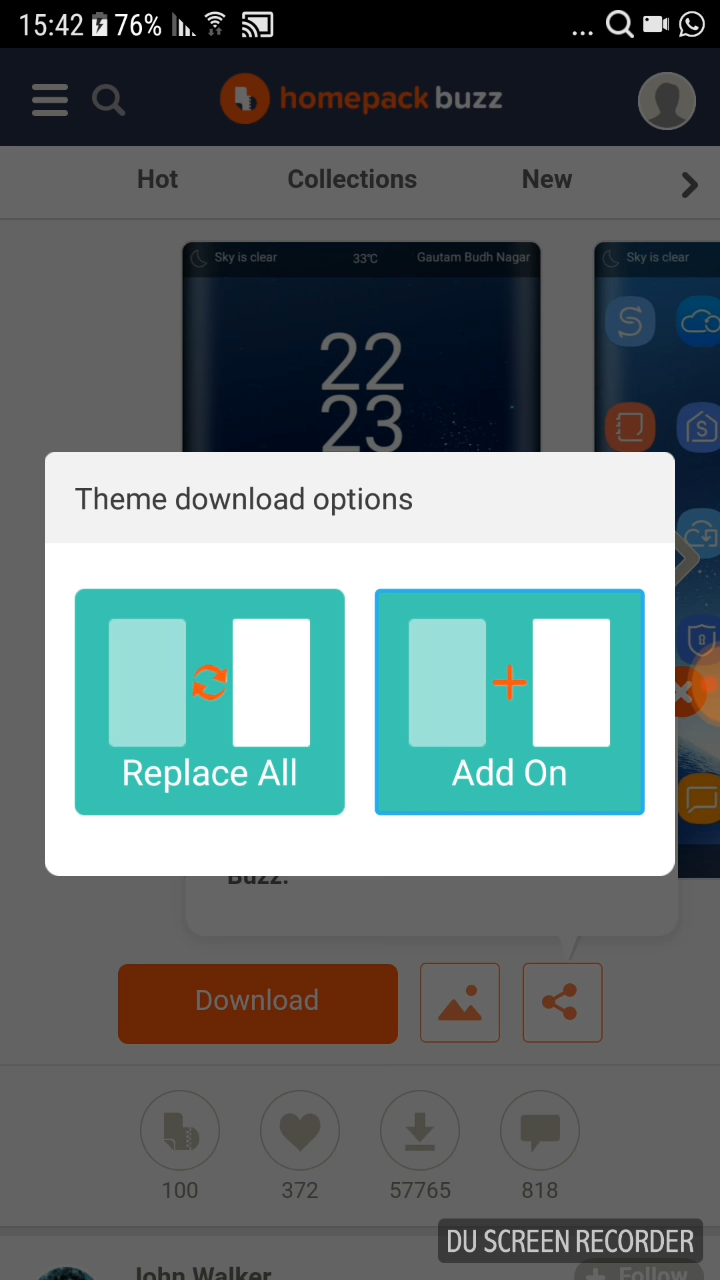 15:42 76% ...
homepack buzz
Hot Collections New
Sky is clear 33°C Gautam Budh Nagar
Sky is clear
22
23
Theme download options
Replace All
Add On
Buzz.
Download
100 372 57765 818
DU SCREEN RECORDER
John Walker
+ Follow